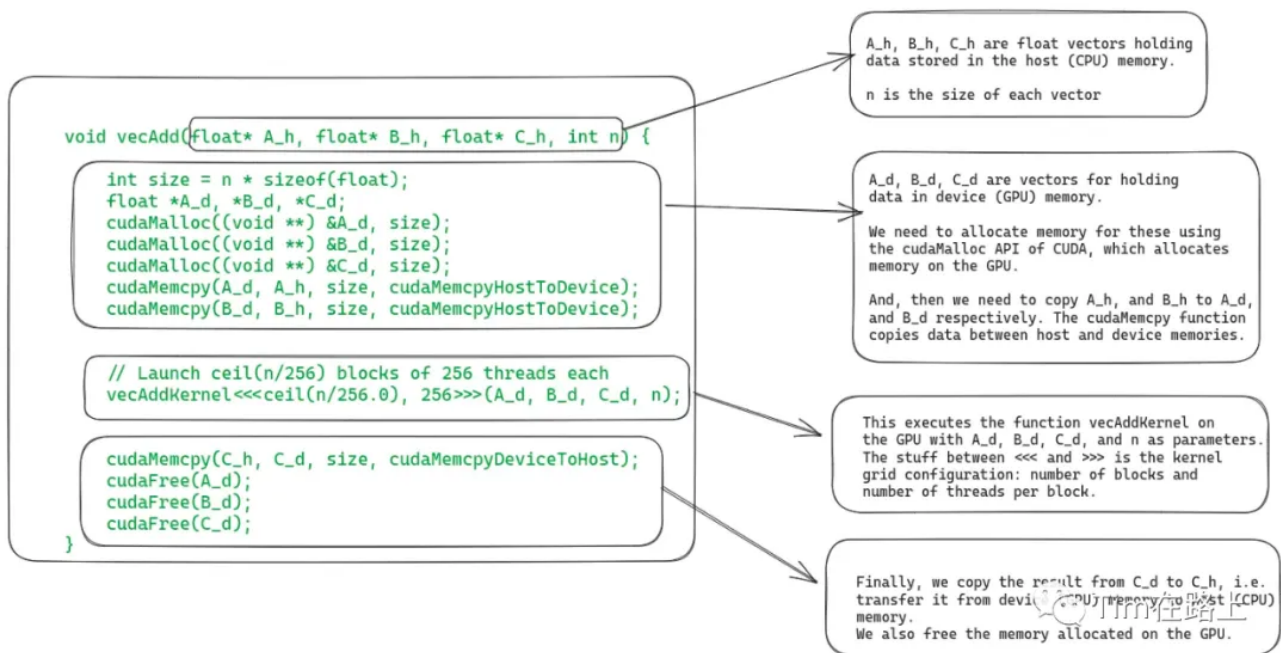 void vecAdd(float* A_h, float* B_h, float* C_h, int n) {
int size = n * sizeof(float);
float *A_d, *B_d, *C_d;
cudaMalloc((void **) &A_d, size);
cudaMalloc((void **) &B_d, size);
cudaMalloc((void **) &C_d, size);
cudaMemcpy(A_d, A_h, size, cudaMemcpyHostToDevice);
cudaMemcpy(B_d, B_h, size, cudaMemcpyHostToDevice);
// Launch ceil(n/256) blocks of 256 threads each
vecAddKernel<<<ceil(n/256.0), 256>>>(A_d, B_d, C_d, n);
cudaMemcpy(C_h, C_d, size, cudaMemcpyDeviceToHost);
cudaFree(A_d);
cudaFree(B_d);
cudaFree(C_d);
}
A_h, B_h, C_h are float vectors holding
data stored in the host (CPU) memory.
n is the size of each vector
A_d, B_d, C_d are vectors for holding
data in device (GPU) memory.
We need to allocate memory for these using
the cudaMalloc API of CUDA, which allocates
memory on the GPU.
And, then we need to copy A_h, and B_h to A_d,
and B_d respectively. The cudaMemcpy function
copies data between host and device memories.
This executes the function vecAddKernel on
the GPU with A_d, B_d, C_d, and n as parameters.
The stuff between <<< and >>> is the kernel
grid configuration: number of blocks and
number of threads per block.
Finally, we copy the result from C_d to C_h, i.e.
transfer it from device (GPU) memory to host (CPU)
memory.
We also free the memory allocated on the GPU.
Tim在路上